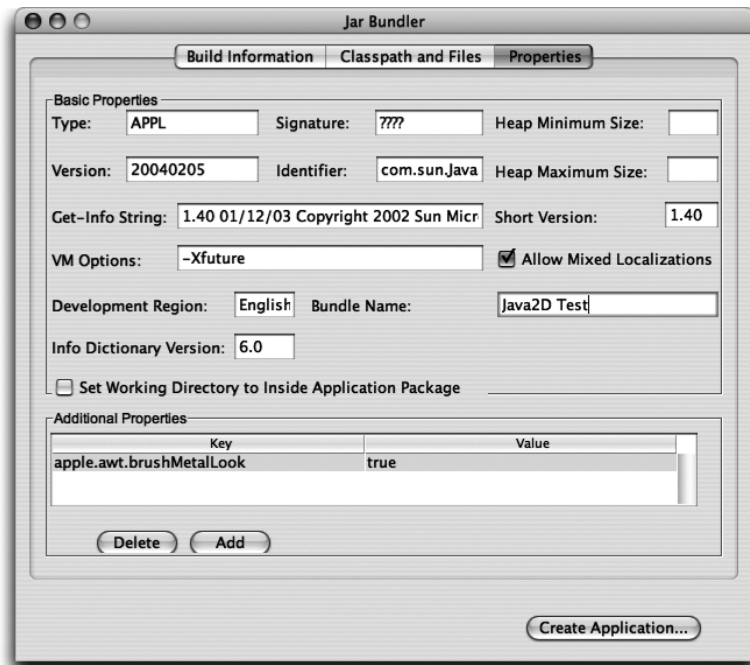 Jar Bundler
Build Information Classpath and Files Properties
Basic Properties
Type: APPL Signature: ???? Heap Minimum Size:
Version: 20040205 Identifier: com.sun.Java Heap Maximum Size:
Get-Info String: 1.40 01/12/03 Copyright 2002 Sun Micr Short Version: 1.40
VM Options: -Xfuture Allow Mixed Localizations
Development Region: English Bundle Name: Java2D Test
Info Dictionary Version: 6.0
Set Working Directory to Inside Application Package
Additional Properties
Key Value
apple.awt.brushMetalLook true
Delete Add
Create Application...